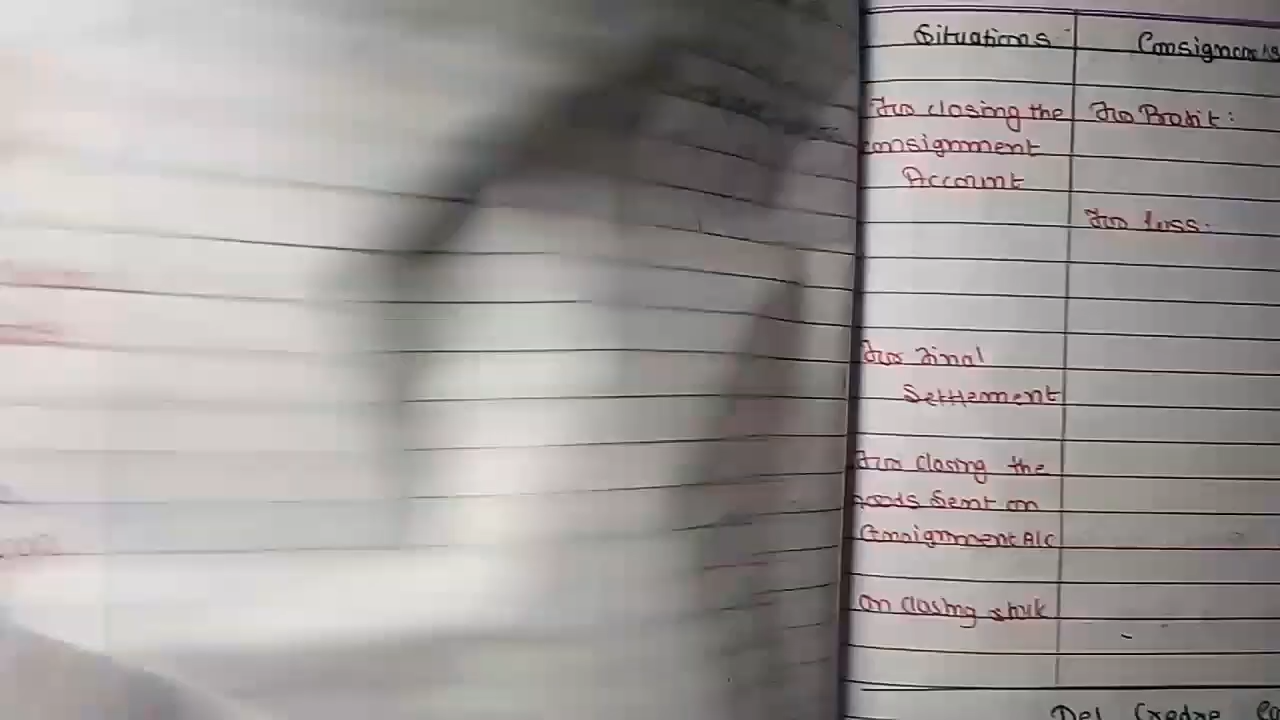 Situations
For closing the
consignment
Account
For Profit:
For loss:
For Final
Settlement
For closing the
Goods Sent on
Consignment A/c
on closing stock
Del Credre